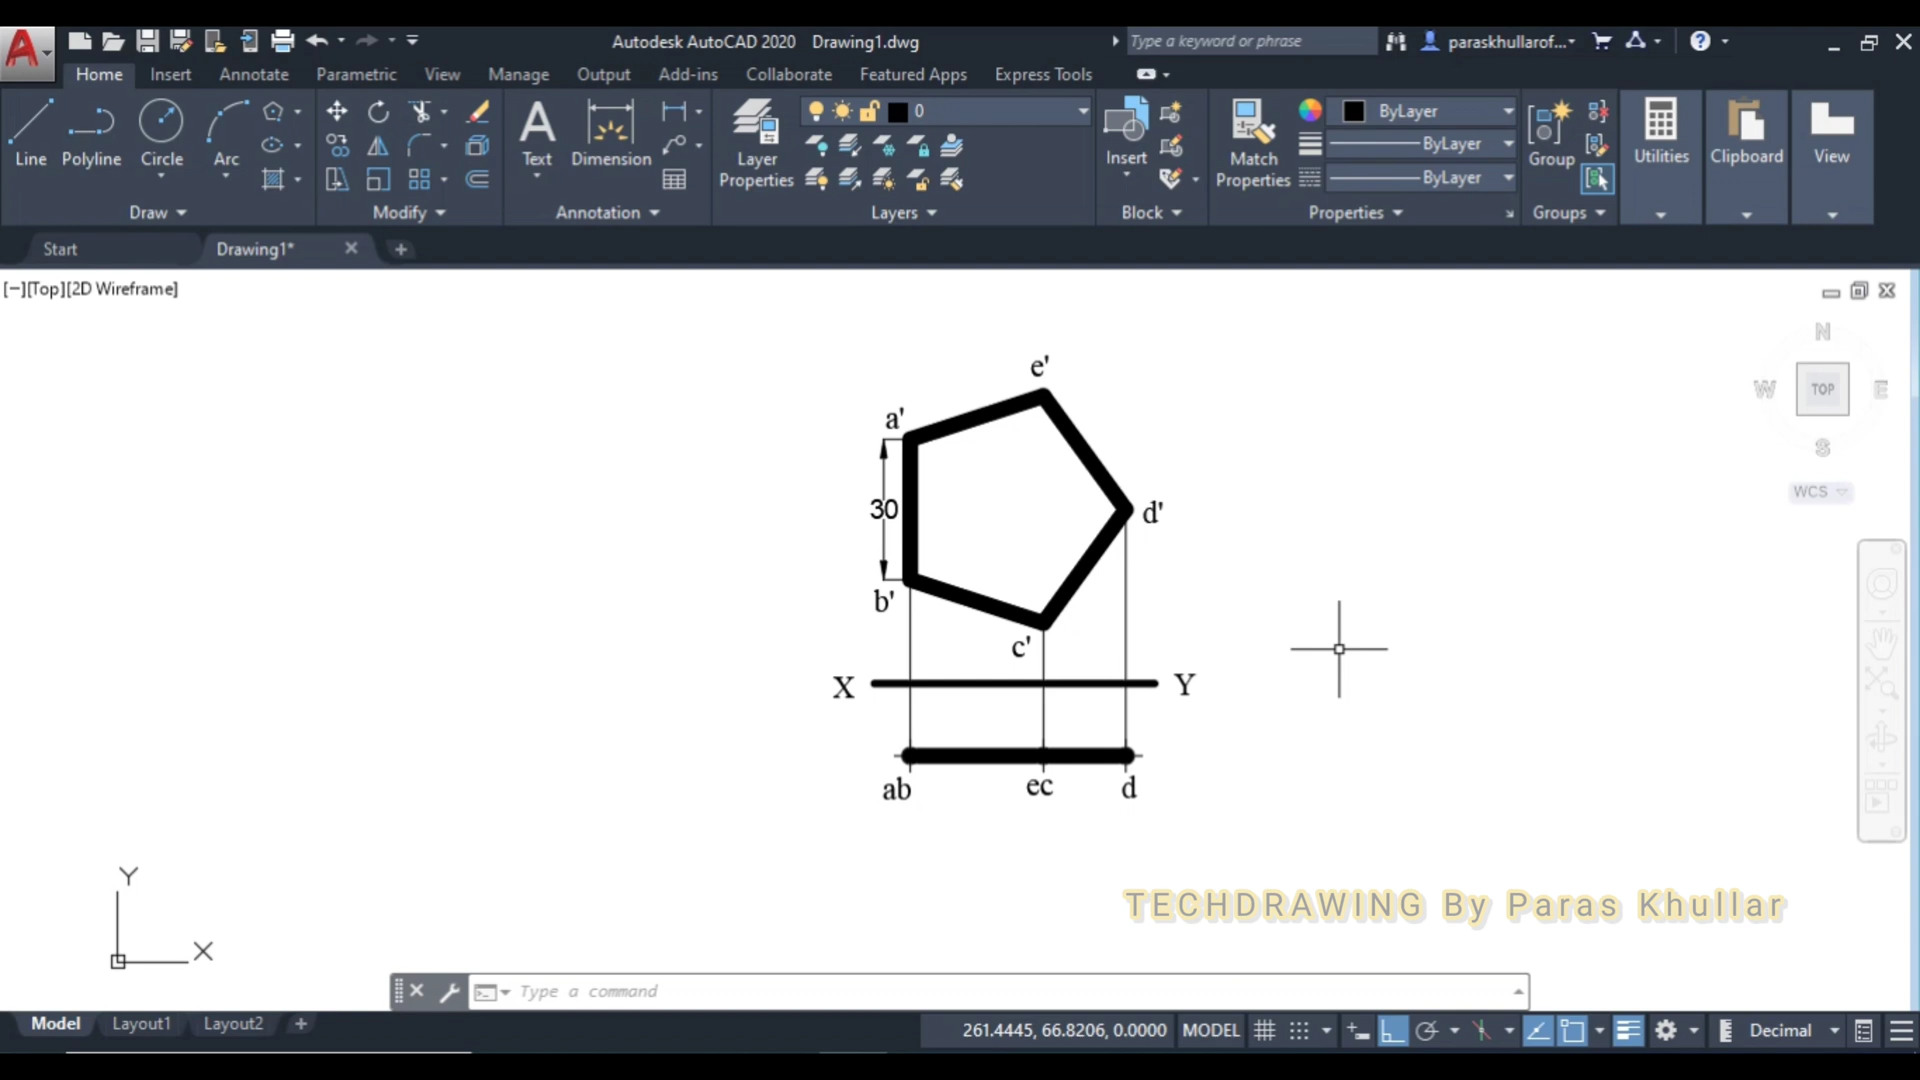 Autodesk AutoCAD 2020 Drawing1.dwg
Type a keyword or phrase
paraskhullarof...
Home Insert Annotate Parametric View Manage Output Add-ins Collaborate Featured Apps Express Tools
0
ByLayer
ByLayer
ByLayer
Line Polyline Circle Arc
Text Dimension
Layer Properties
Insert
Match Properties
Group
Utilities Clipboard View
Draw Modify Annotation Layers Block Properties Groups
Start Drawing1*
[−][Top][2D Wireframe]
N
W TOP E
S
WCS
e'
a'
30
d'
b'
c'
X Y
ab ec d
Y
X
TECHDRAWING By Paras Khullar
Type a command
Model Layout1 Layout2
261.4445, 66.8206, 0.0000 MODEL Decimal